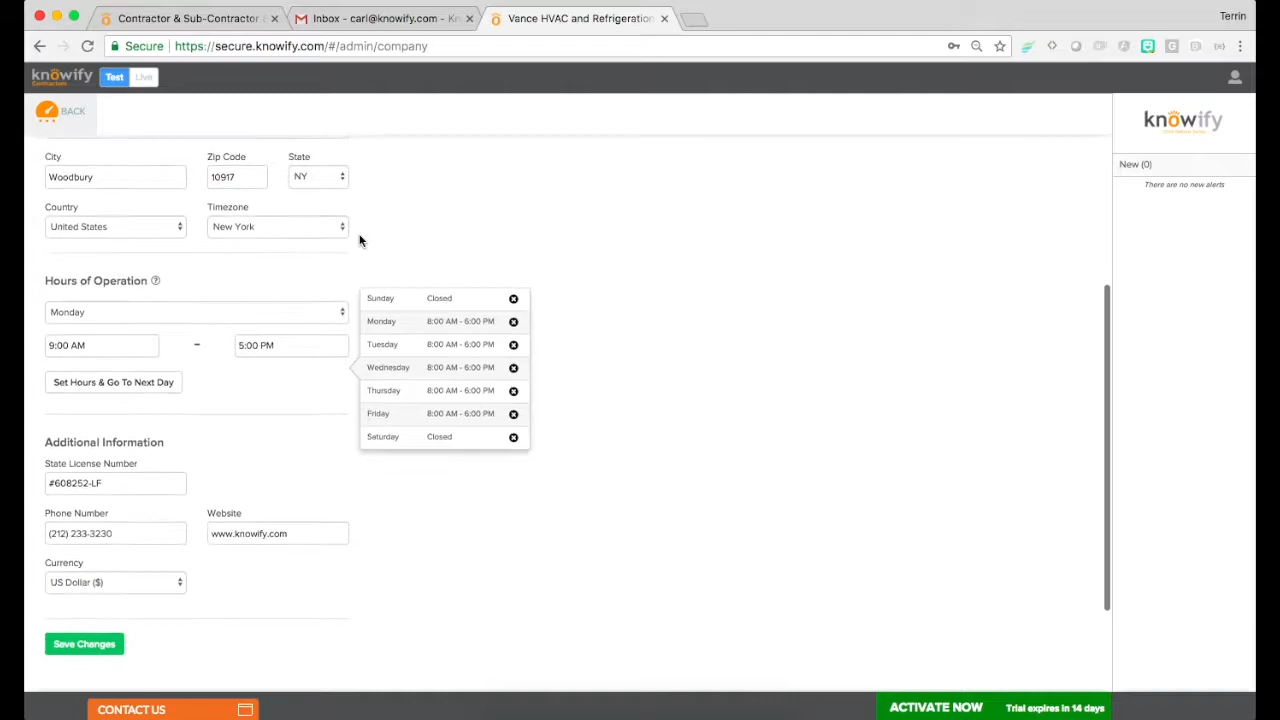 Contractor & Sub-Contractor
Inbox - carl@knowify.com - Kn
Vance HVAC and Refrigeration
Terrin
Secure
https://secure.knowify.com/#/admin/company
knowify
Contractors
Test
Live
BACK
knowify
New (0)
There are no new alerts
City
Zip Code
State
Woodbury
10917
NY
Country
Timezone
United States
New York
Hours of Operation ?
Monday
9:00 AM
–
5:00 PM
Set Hours & Go To Next Day
Sunday Closed
Monday 8:00 AM - 6:00 PM
Tuesday 8:00 AM - 6:00 PM
Wednesday 8:00 AM - 6:00 PM
Thursday 8:00 AM - 6:00 PM
Friday 8:00 AM - 6:00 PM
Saturday Closed
Additional Information
State License Number
#608252-LF
Phone Number
Website
(212) 233-3230
www.knowify.com
Currency
US Dollar ($)
Save Changes
CONTACT US
ACTIVATE NOW
Trial expires in 14 days